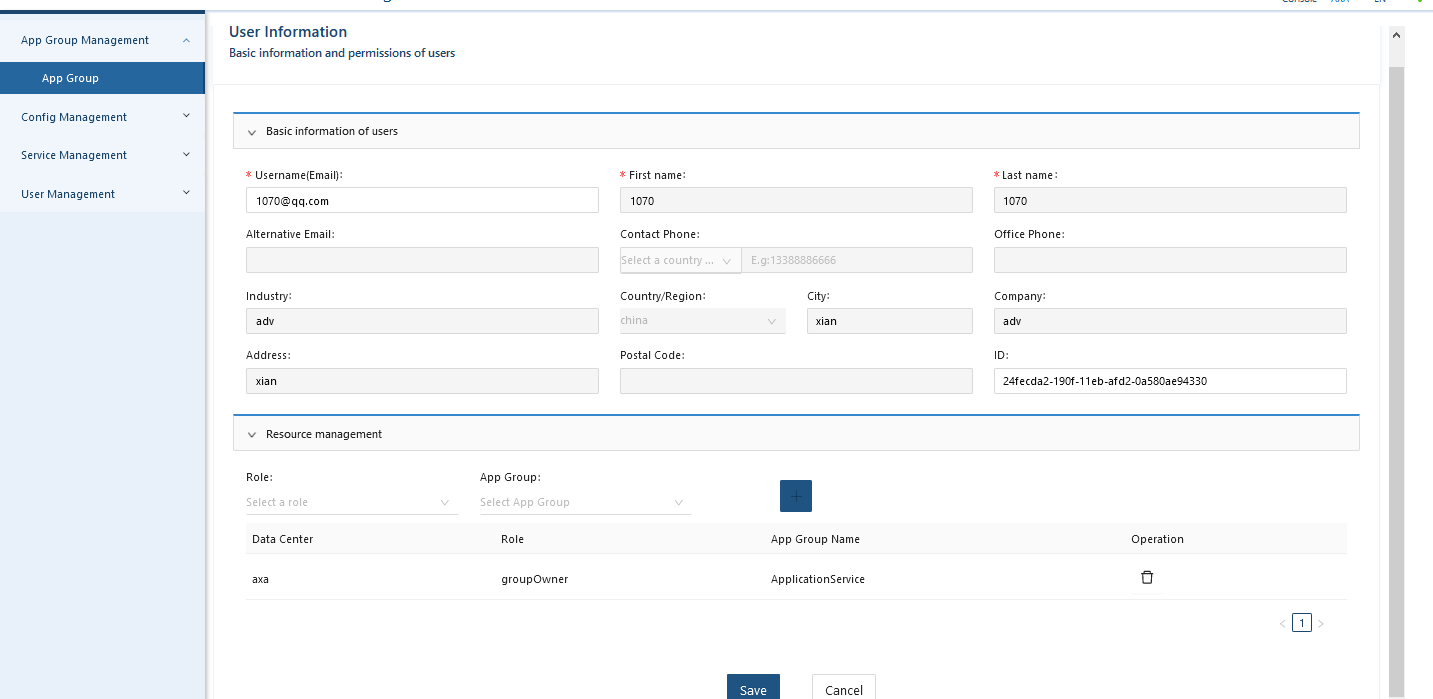 App Group Management
App Group
Config Management
Service Management
User Management
User Information
Basic information and permissions of users
Basic information of users
* Username(Email): * First name: * Last name:
1070@qq.com 1070 1070
Alternative Email: Contact Phone: Office Phone:
Select a country ... E.g:13388886666
Industry: Country/Region: City: Company:
adv china xian adv
Address: Postal Code: ID:
xian 24fecda2-190f-11eb-afd2-0a580ae94330
Resource management
Role: App Group:
Select a role Select App Group
Data Center Role App Group Name Operation
axa groupOwner ApplicationService
< 1 >
Save Cancel